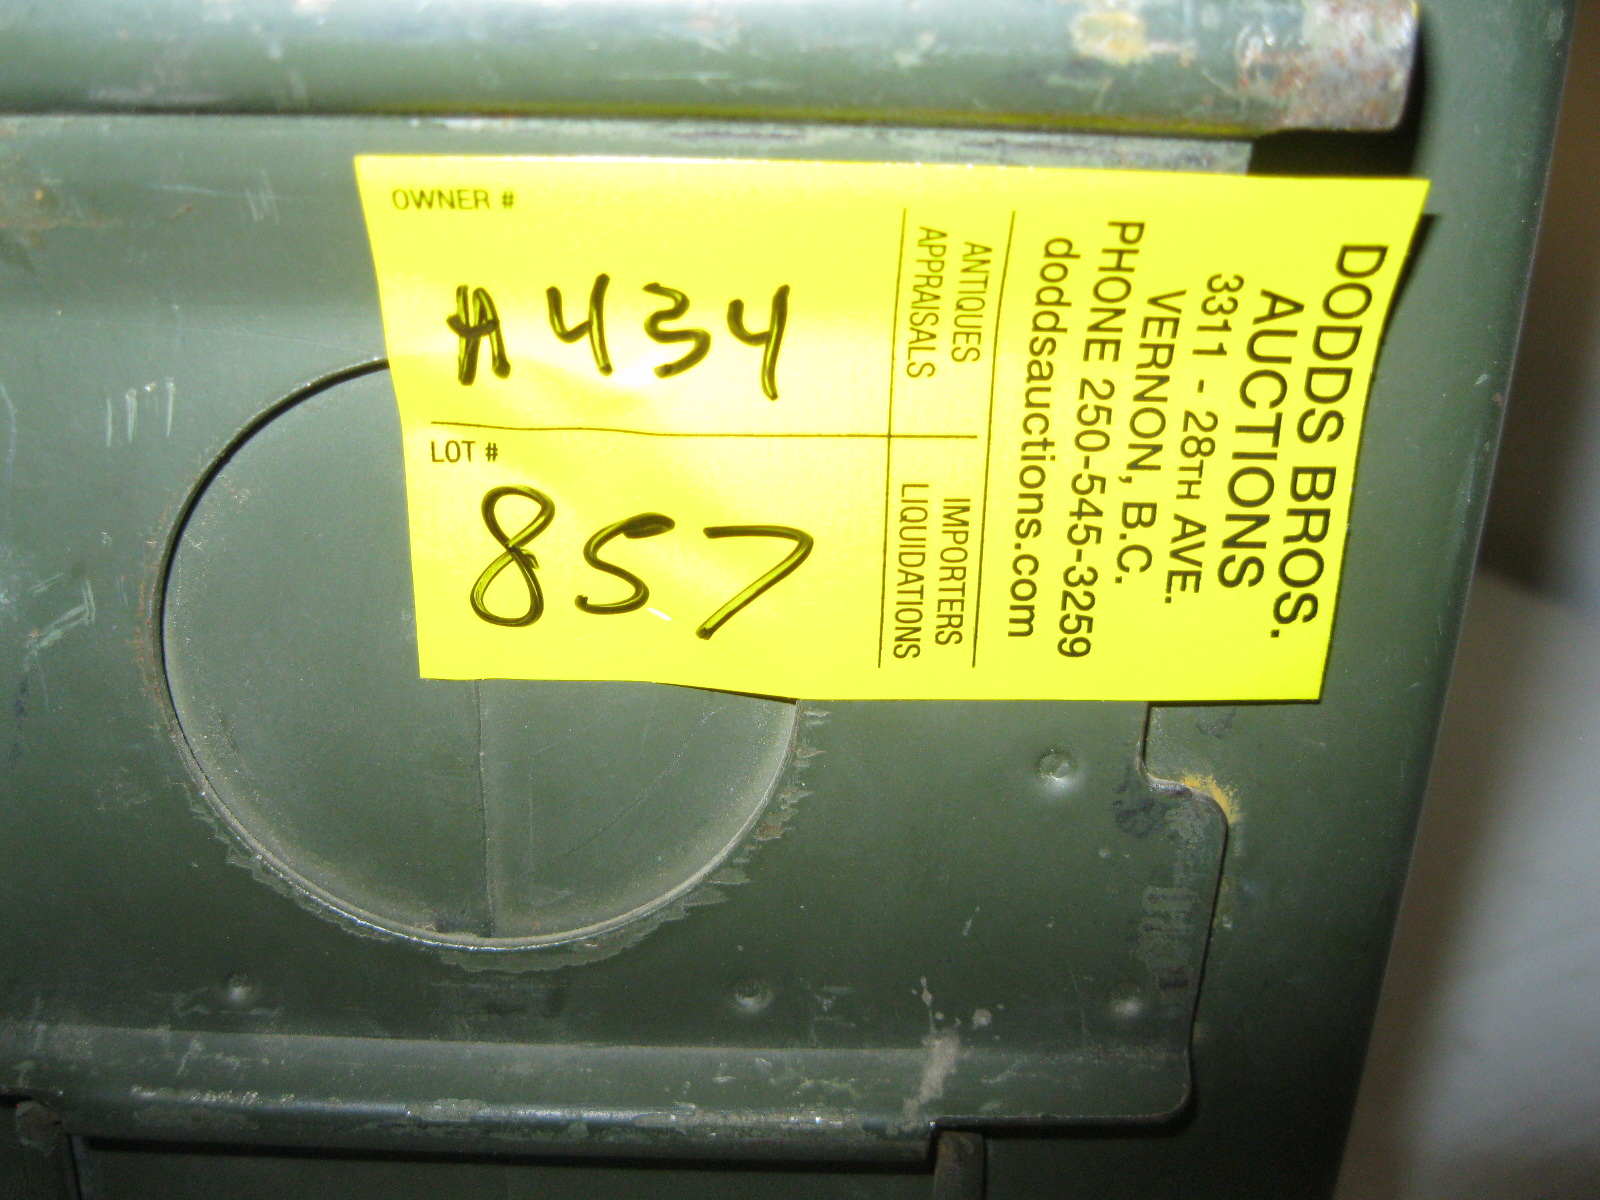 OWNER #
A434
LOT #
857
DODDS BROS.
AUCTIONS
3311 - 28TH AVE.
VERNON, B.C.
PHONE 250-545-3259
doddsauctions.com
ANTIQUES
APPRAISALS
IMPORTERS
LIQUIDATIONS